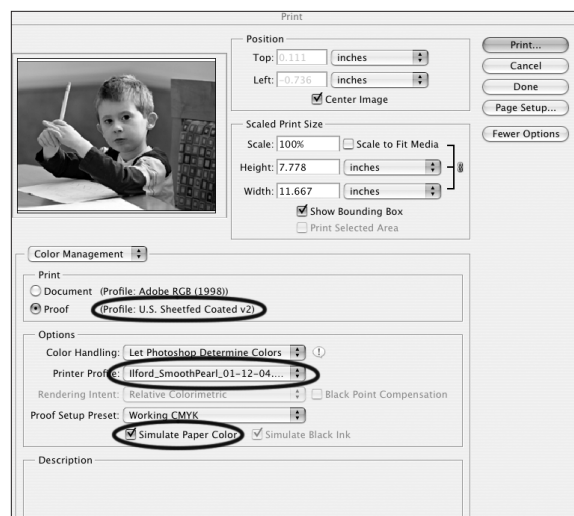 Print
Position
Top: 0.111 inches
Left: -0.736 inches
Center Image
Print...
Cancel
Done
Page Setup...
Fewer Options
Scaled Print Size
Scale: 100% Scale to Fit Media
Height: 7.778 inches
Width: 11.667 inches
Show Bounding Box
Print Selected Area
Color Management
Print
Document (Profile: Adobe RGB (1998))
Proof (Profile: U.S. Sheetfed Coated v2)
Options
Color Handling: Let Photoshop Determine Colors
Printer Profile: Ilford_SmoothPearl_01-12-04....
Rendering Intent: Relative Colorimetric Black Point Compensation
Proof Setup Preset: Working CMYK
Simulate Paper Color Simulate Black Ink
Description